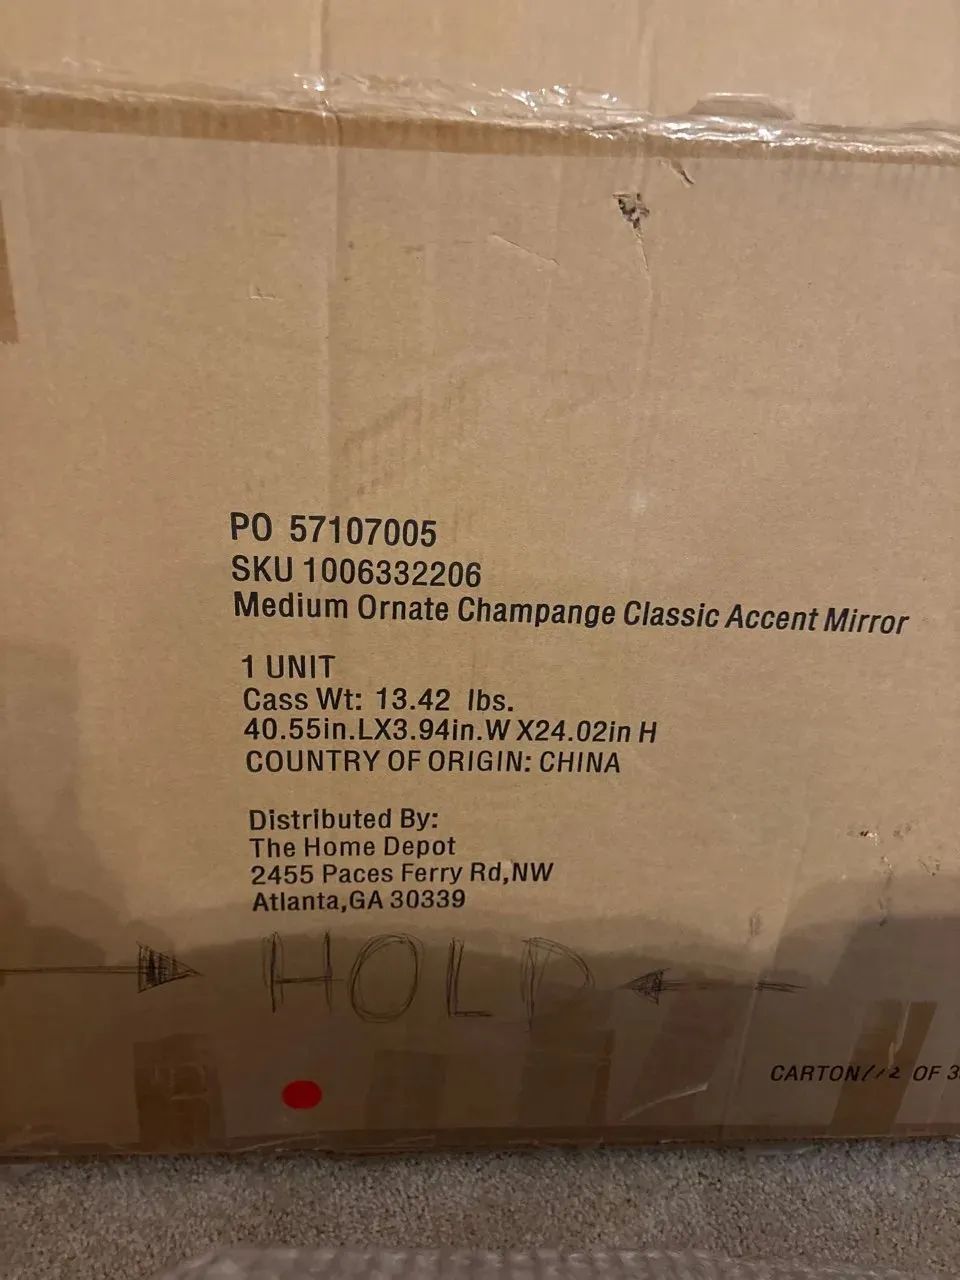 PO 57107005
SKU 1006332206
Medium Ornate Champange Classic Accent Mirror
1 UNIT
Cass Wt: 13.42 lbs.
40.55in.LX3.94in.W X24.02in H
COUNTRY OF ORIGIN: CHINA
Distributed By:
The Home Depot
2455 Paces Ferry Rd,NW
Atlanta,GA 30339
HOLD
CARTON OF